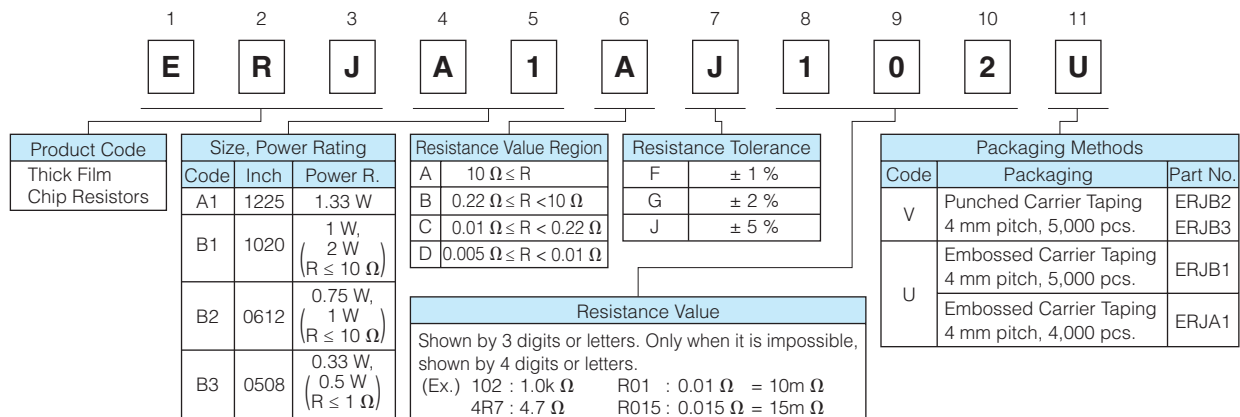 1 2 3 4 5 6 7 8 9 10 11
E R J A 1 A J 1 0 2 U
Product Code
Thick Film
Chip Resistors
Size, Power Rating
Code Inch Power R.
A1 1225 1.33 W
B1 1020 1 W,
(2 W
R ≤ 10 Ω)
B2 0612 0.75 W,
(1 W
R ≤ 10 Ω)
B3 0508 0.33 W,
(0.5 W
R ≤ 1 Ω)
Resistance Value Region
A 10 Ω ≤ R
B 0.22 Ω ≤ R <10 Ω
C 0.01 Ω ≤ R < 0.22 Ω
D 0.005 Ω ≤ R < 0.01 Ω
Resistance Tolerance
F ± 1 %
G ± 2 %
J ± 5 %
Resistance Value
Shown by 3 digits or letters. Only when it is impossible,
shown by 4 digits or letters.
(Ex.) 102 : 1.0k Ω R01 : 0.01 Ω = 10m Ω
4R7 : 4.7 Ω R015 : 0.015 Ω = 15m Ω
Packaging Methods
Code Packaging Part No.
V Punched Carrier Taping ERJB2
4 mm pitch, 5,000 pcs. ERJB3
U Embossed Carrier Taping
4 mm pitch, 5,000 pcs. ERJB1
Embossed Carrier Taping
4 mm pitch, 4,000 pcs. ERJA1